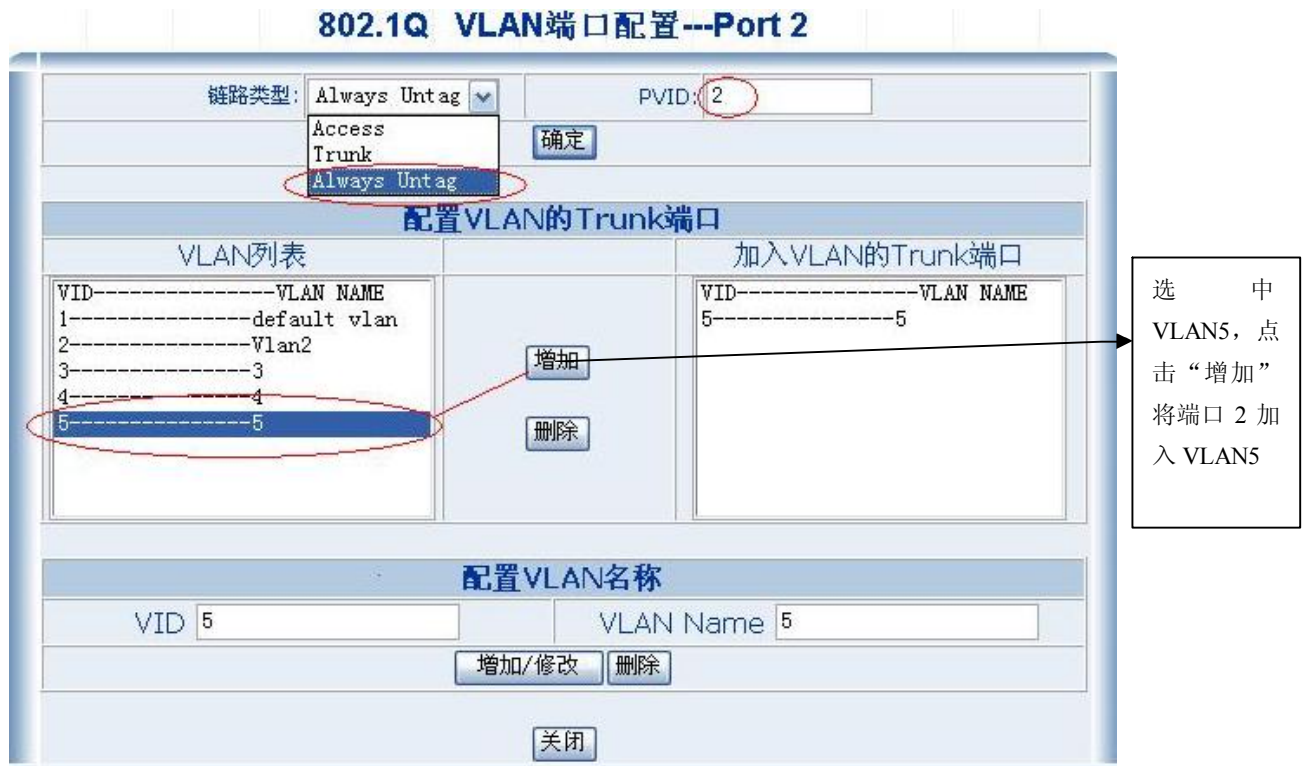 802.1Q VLAN端口配置---Port 2
链路类型: Always Untag PVID: 2
Access
Trunk
Always Untag
确定
配置VLAN的Trunk端口
VLAN列表 加入VLAN的Trunk端口
VID---------------VLAN NAME
1---------------default vlan
2---------------Vlan2
3---------------3
4------- -------4
5---------------5
增加
删除
VID---------------VLAN NAME
5---------------5
选中
VLAN5，点
击“增加”
将端口 2 加
入 VLAN5
配置VLAN名称
VID 5 VLAN Name 5
增加/修改 删除
关闭